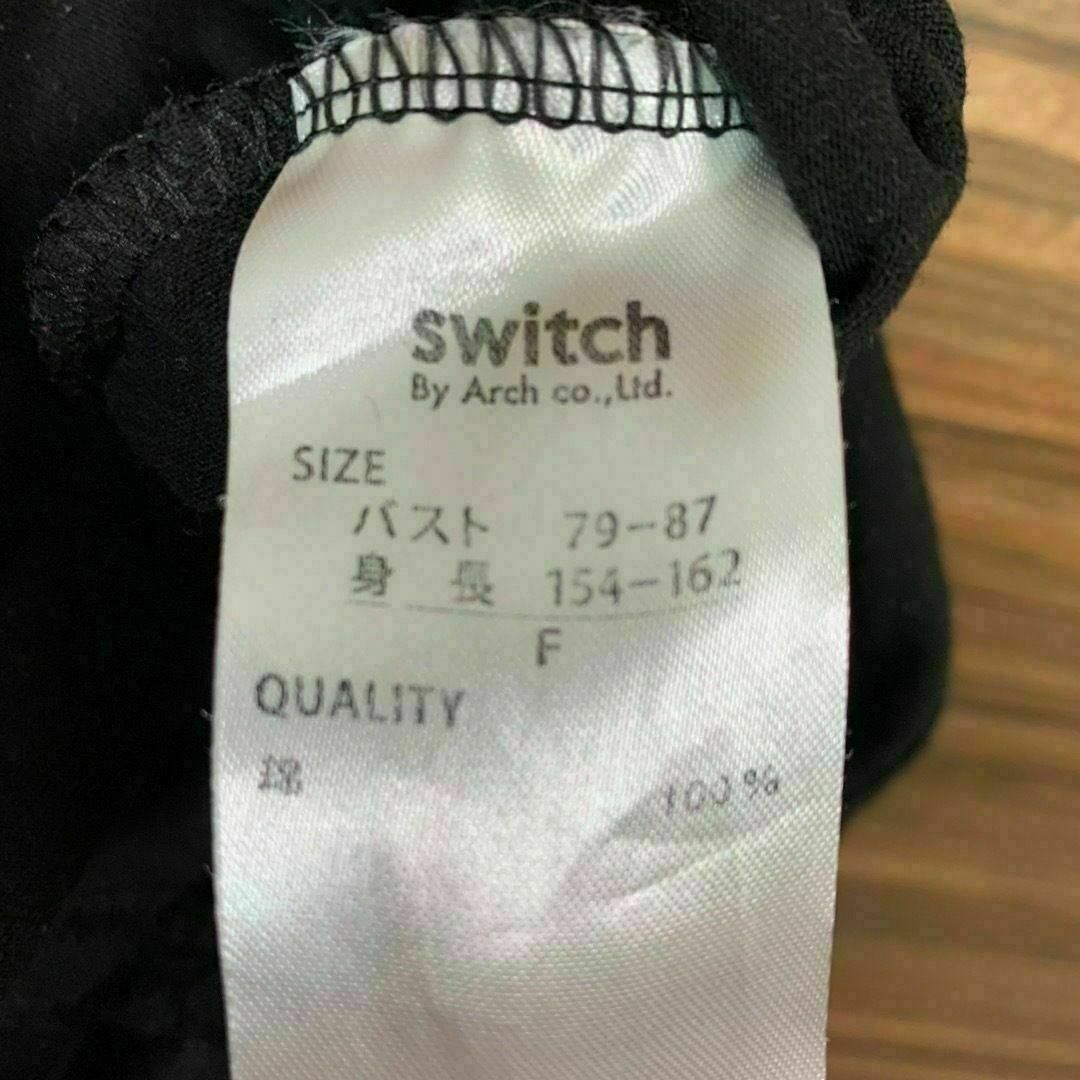 switch
By Arch co.,Ltd.
SIZE
バスト 79-87
身 長 154-162
F
QUALITY
綿 100%